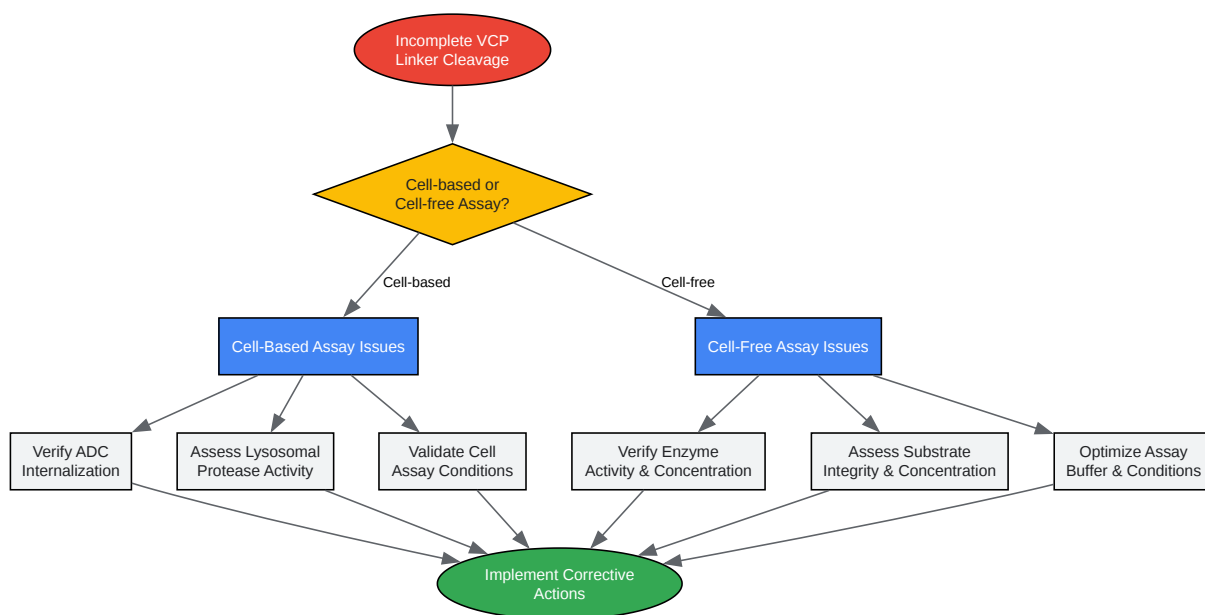 Incomplete VCP
Linker Cleavage
Cell-based or
Cell-free Assay?
Cell-based
Cell-free
Cell-Based Assay Issues
Cell-Free Assay Issues
Verify ADC
Internalization
Assess Lysosomal
Protease Activity
Validate Cell
Assay Conditions
Verify Enzyme
Activity & Concentration
Assess Substrate
Integrity & Concentration
Optimize Assay
Buffer & Conditions
Implement Corrective
Actions